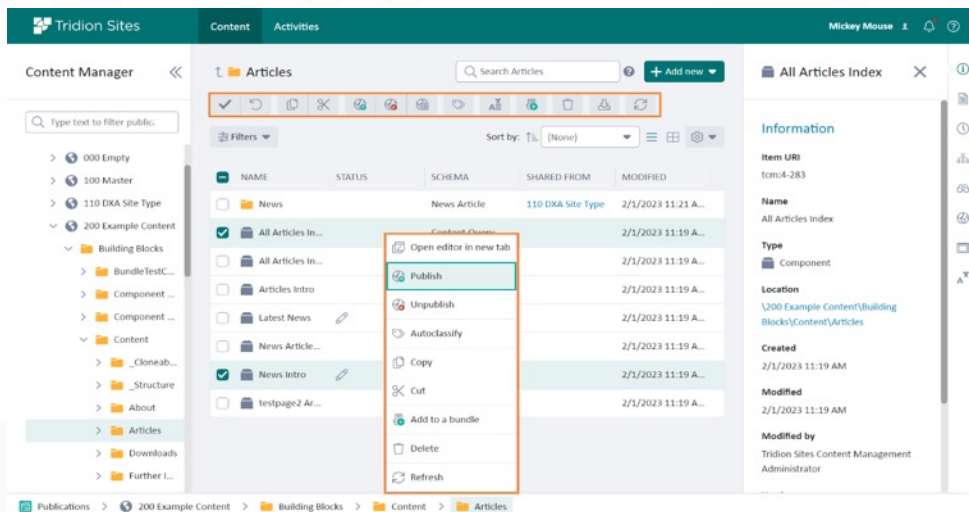 Tridion Sites
Content
Activities
Mickey Mouse
Content Manager
Articles
Search Articles
+ Add new
All Articles Index
Type text to filter public.
Filters
Sort by:
(None)
Information
000 Empty
100 Master
110 DXA Site Type
200 Example Content
Building Blocks
BundleTestC...
Component ...
Component ...
Content
_Cloneab...
_Structure
About
Articles
Downloads
Further I...
NAME STATUS SCHEMA SHARED FROM MODIFIED
News News Article 110 DXA Site Type 2/1/2023 11:21 A...
All Articles In... Content Query 2/1/2023 11:19 A...
All Articles In... 2/1/2023 11:19 A...
Articles Intro 2/1/2023 11:19 A...
Latest News 2/1/2023 11:19 A...
News Article... 2/1/2023 11:19 A...
News Intro 2/1/2023 11:19 A...
testpage2 Ar... 2/1/2023 11:19 A...
Open editor in new tab
Publish
Unpublish
Autoclassify
Copy
Cut
Add to a bundle
Delete
Refresh
Item URI
tcm:4-283
Name
All Articles Index
Type
Component
Location
\200 Example Content\Building
Blocks\Content\Articles
Created
2/1/2023 11:19 AM
Modified
2/1/2023 11:19 AM
Modified by
Tridion Sites Content Management
Administrator
Publications > 200 Example Content > Building Blocks > Content > Articles